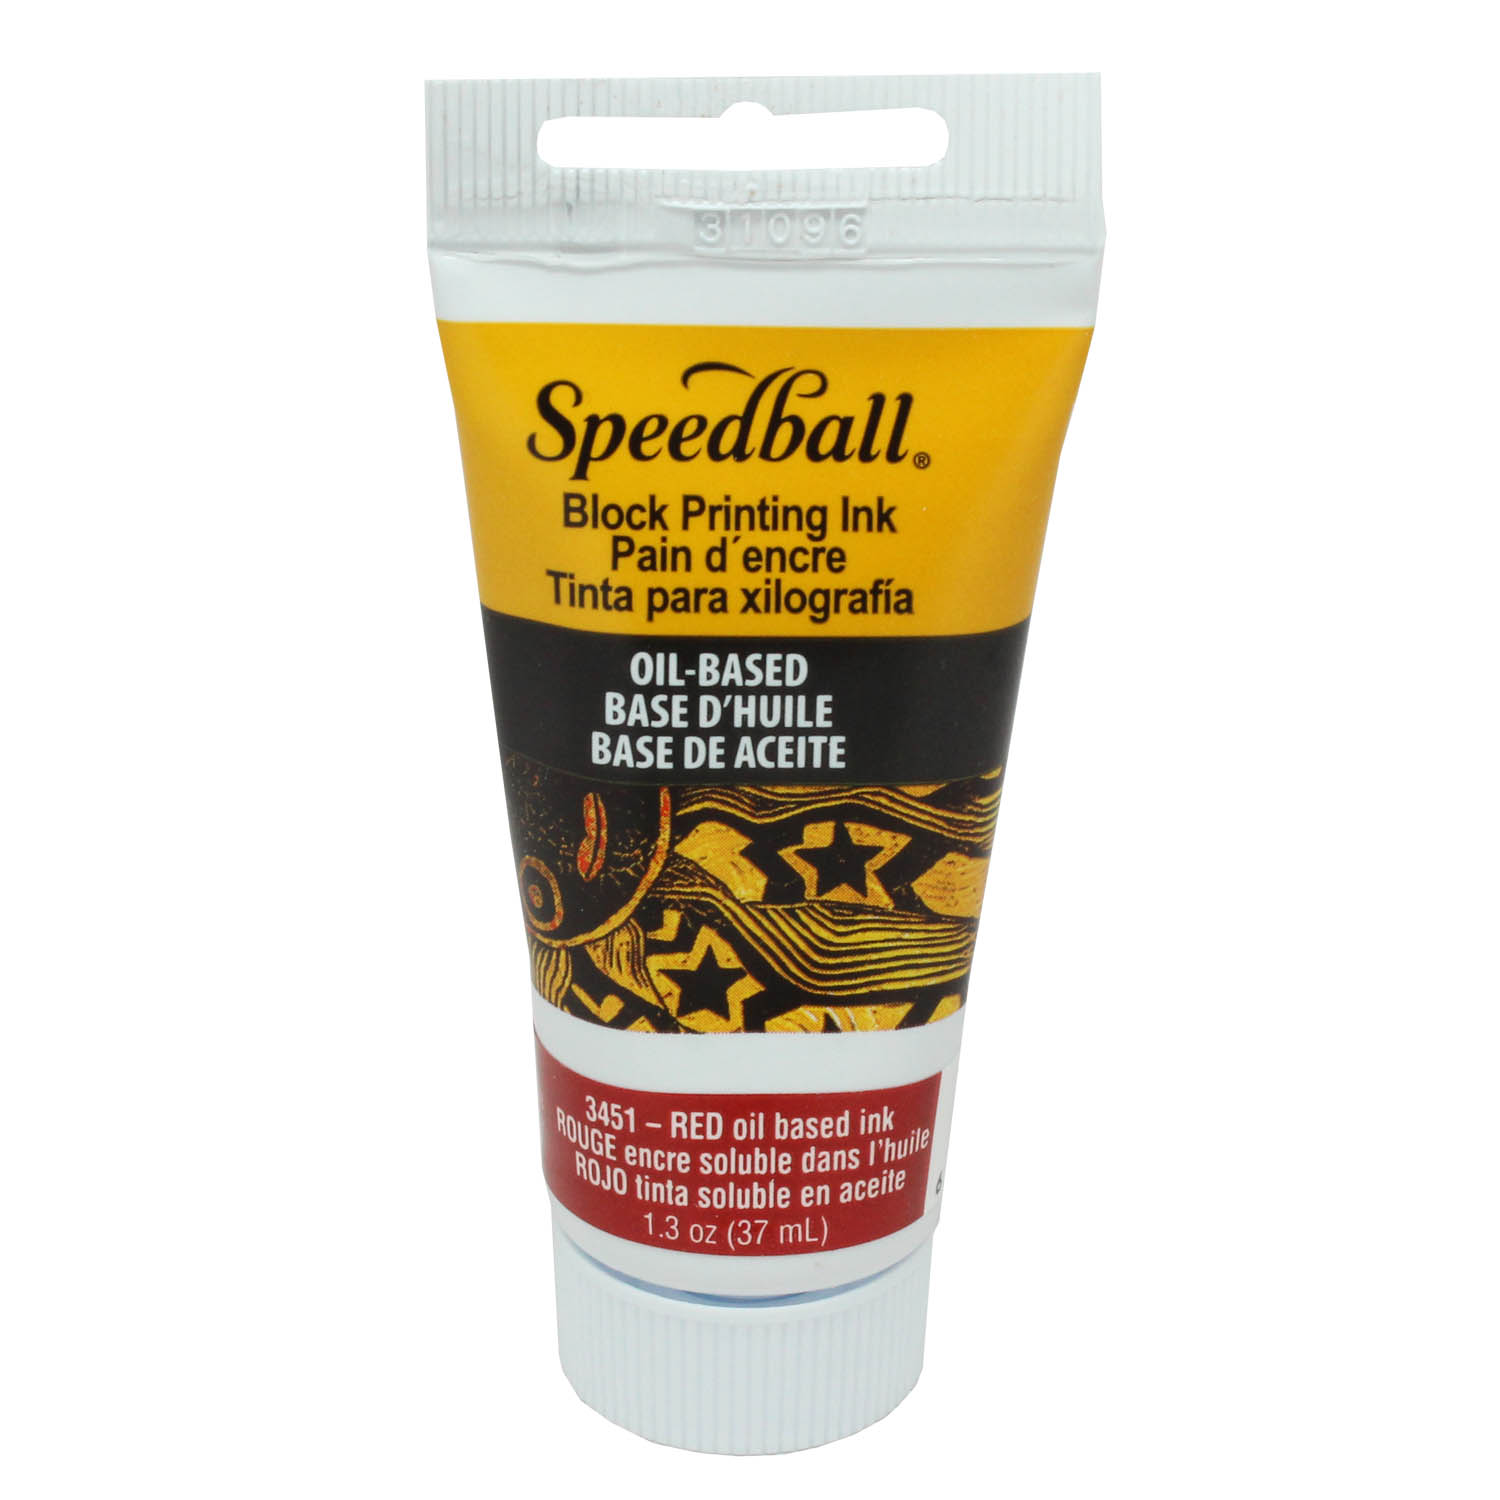 31096
Speedball®
Block Printing Ink
Pain d´encre
Tinta para xilografía
OIL-BASED
BASE D'HUILE
BASE DE ACEITE
3451 – RED oil based ink
ROUGE encre soluble dans l'huile
ROJO tinta soluble en aceite
1.3 oz (37 mL)